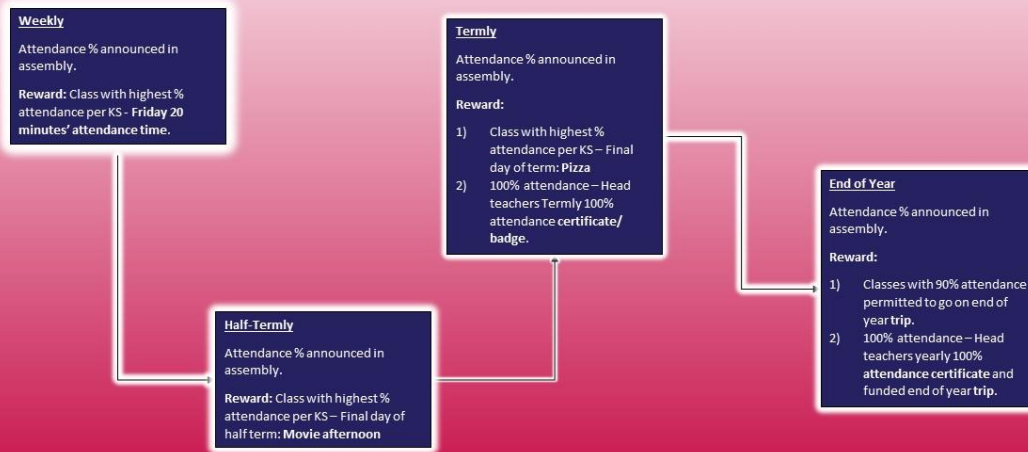 Weekly
Attendance % announced in
assembly.
Reward: Class with highest %
attendance per KS - Friday 20
minutes’ attendance time.
Half-Termly
Attendance % announced in
assembly.
Reward: Class with highest %
attendance per KS – Final day of
half term: Movie afternoon
Termly
Attendance % announced in
assembly.
Reward:
1) Class with highest %
attendance per KS – Final
day of term: Pizza
2) 100% attendance – Head
teachers Termly 100%
attendance certificate/
badge.
End of Year
Attendance % announced in
assembly.
Reward:
1) Classes with 90% attendance
permitted to go on end of
year trip.
2) 100% attendance – Head
teachers yearly 100%
attendance certificate and
funded end of year trip.